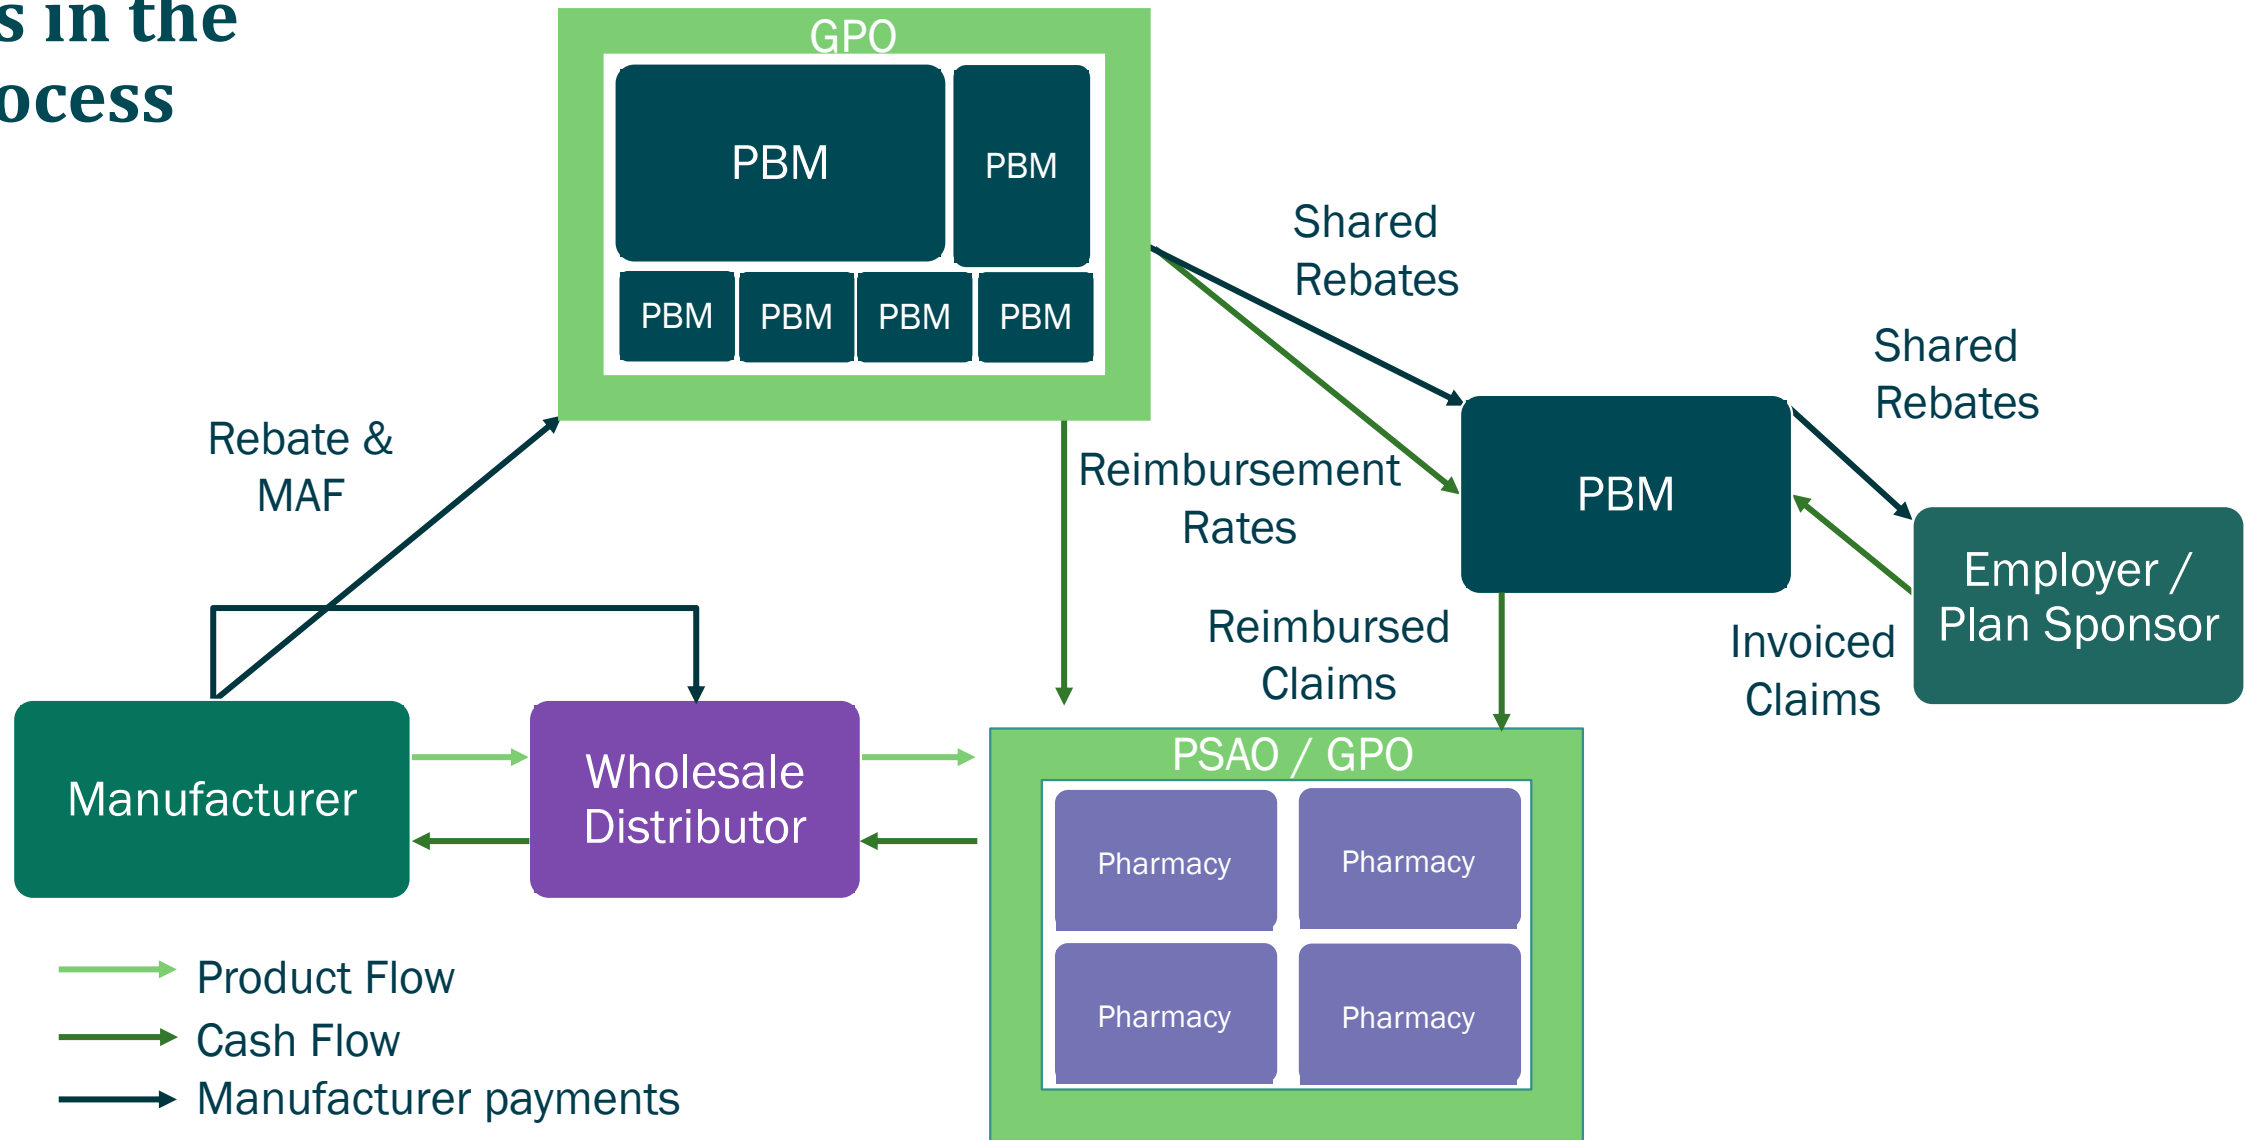 s in the
ocess
GPO
PBM
PBM
PBM
PBM
PBM
PBM
Shared
Rebates
Shared
Rebates
Rebate &
MAF
Reimbursement
Rates
PBM
Employer /
Plan Sponsor
Reimbursed
Claims
Invoiced
Claims
Manufacturer
Wholesale
Distributor
PSAO / GPO
Pharmacy
Pharmacy
Pharmacy
Pharmacy
Product Flow
Cash Flow
Manufacturer payments